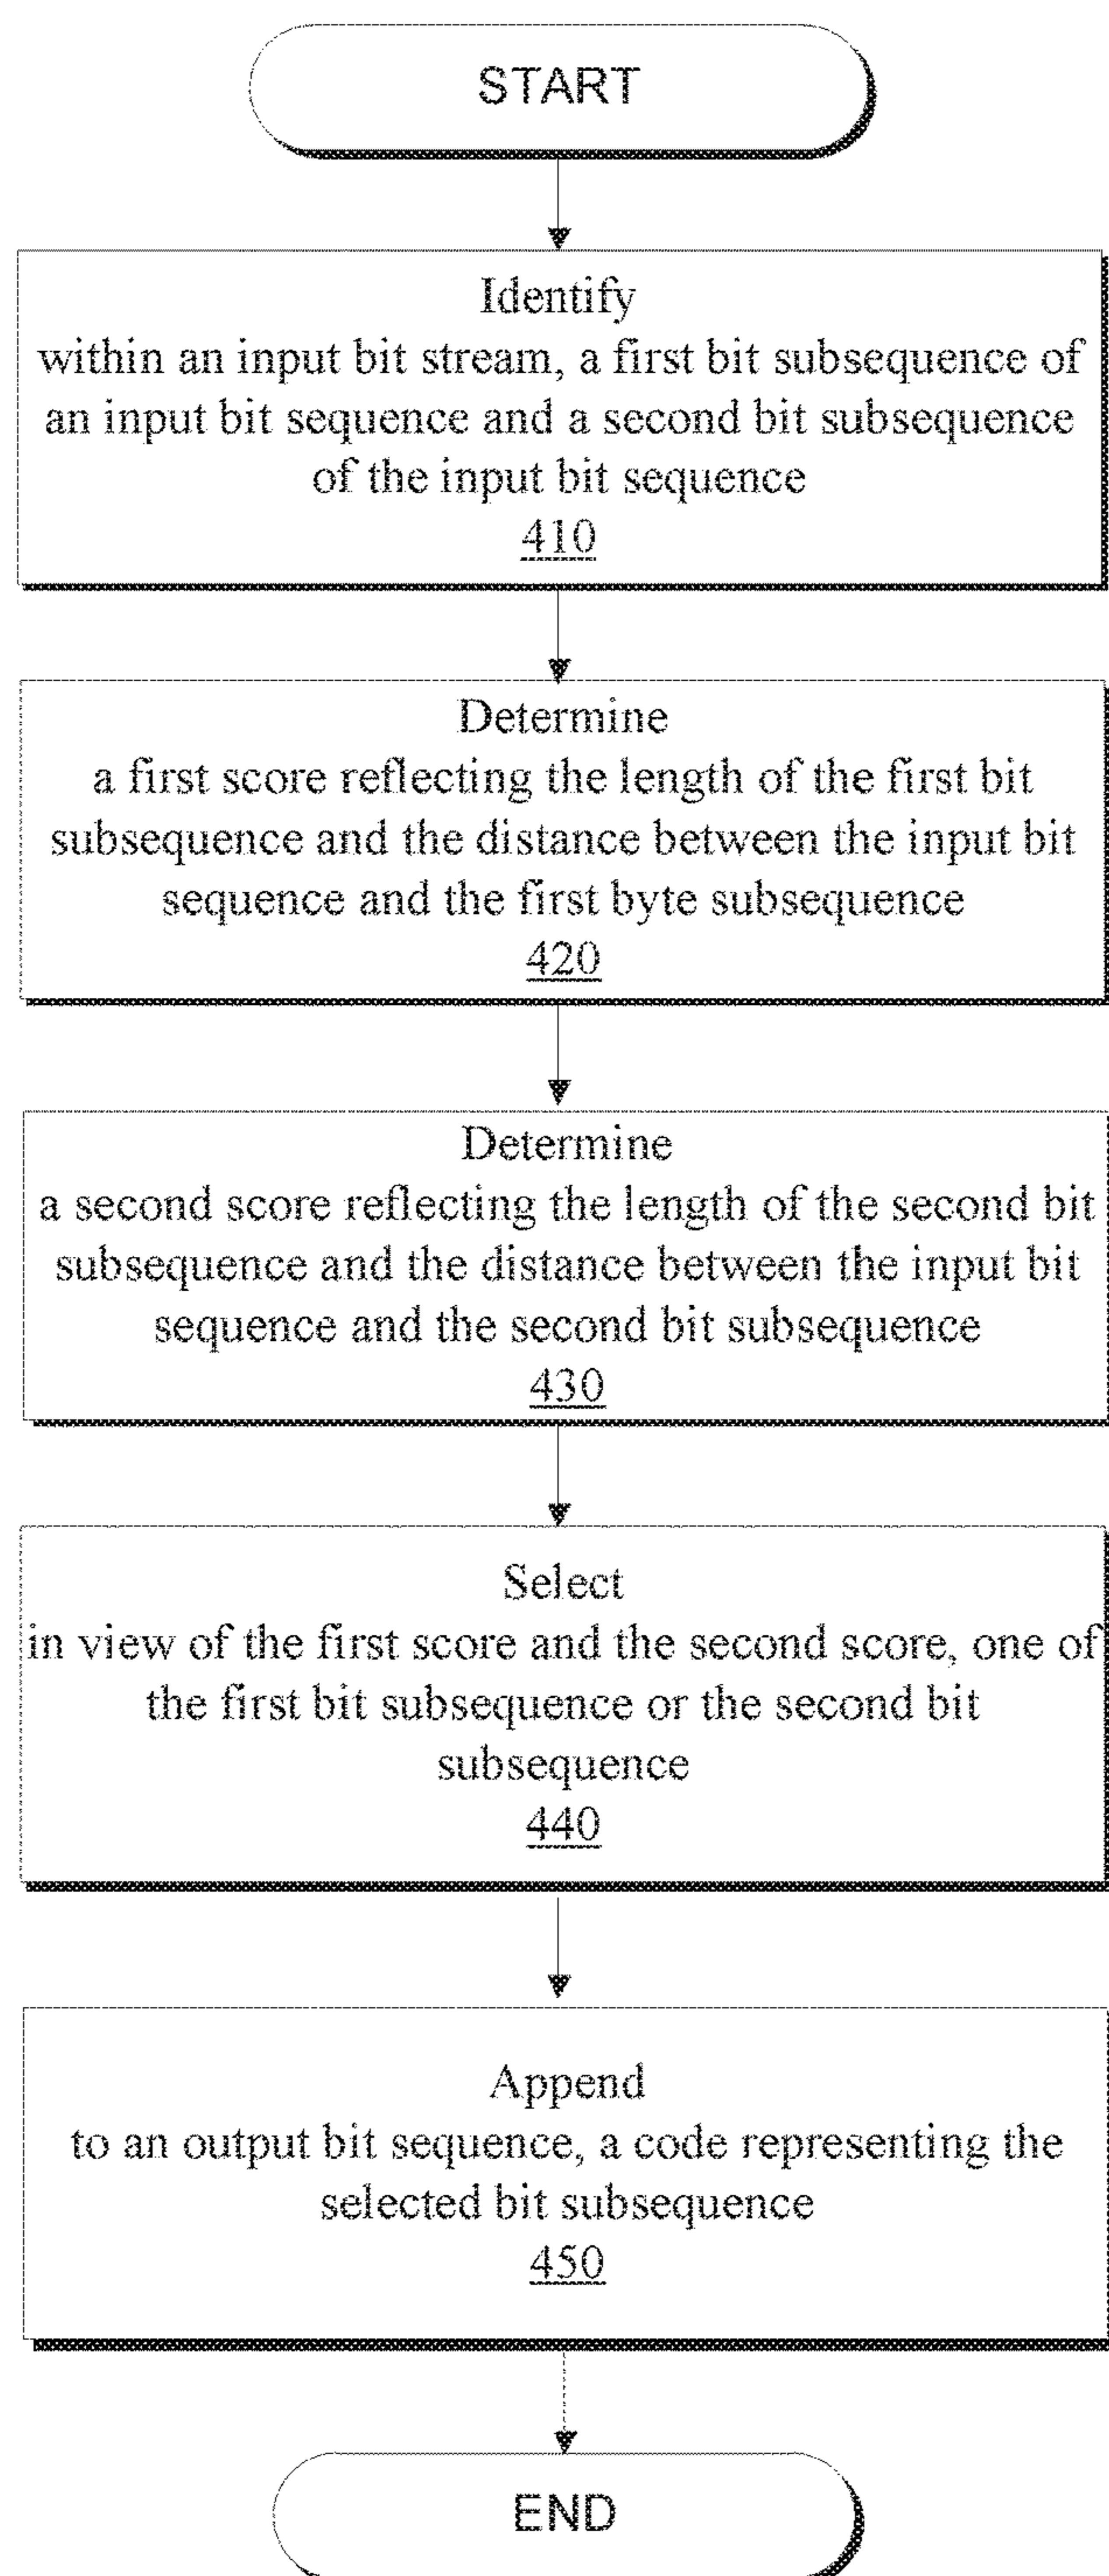 START
Identify
within an input bit stream, a first bit subsequence of
an input bit sequence and a second bit subsequence
of the input bit sequence
410
Determine
a first score reflecting the length of the first bit
subsequence and the distance between the input bit
sequence and the first byte subsequence
420
Determine
a second score reflecting the length of the second bit
subsequence and the distance between the input bit
sequence and the second bit subsequence
430
Select
in view of the first score and the second score, one of
the first bit subsequence or the second bit
subsequence
440
Append
to an output bit sequence, a code representing the
selected bit subsequence
450
END